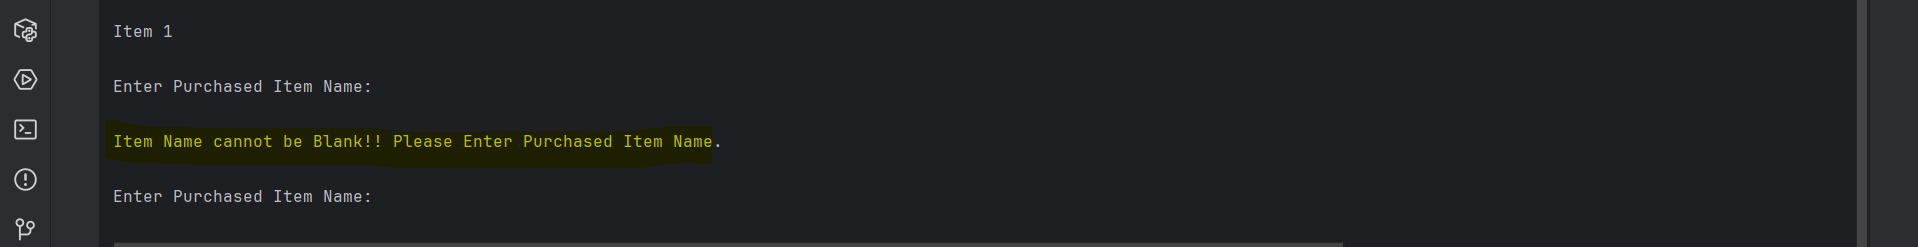 Item 1
Enter Purchased Item Name:
Item Name cannot be Blank!! Please Enter Purchased Item Name.
Enter Purchased Item Name: